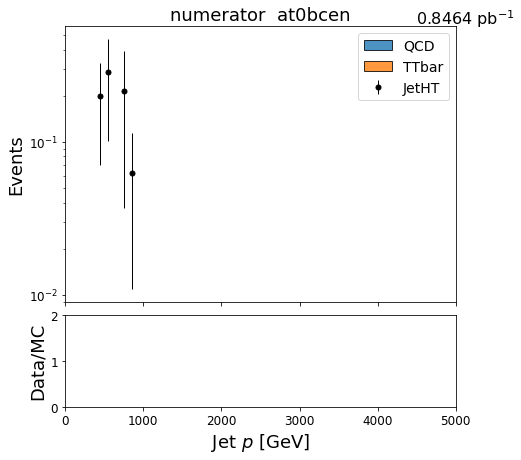 numerator  at0bcen
0.8464 pb⁻¹
QCD
TTbar
JetHT
Events
10⁻¹
10⁻²
Data/MC
2
1
0
0 1000 2000 3000 4000 5000
Jet p [GeV]